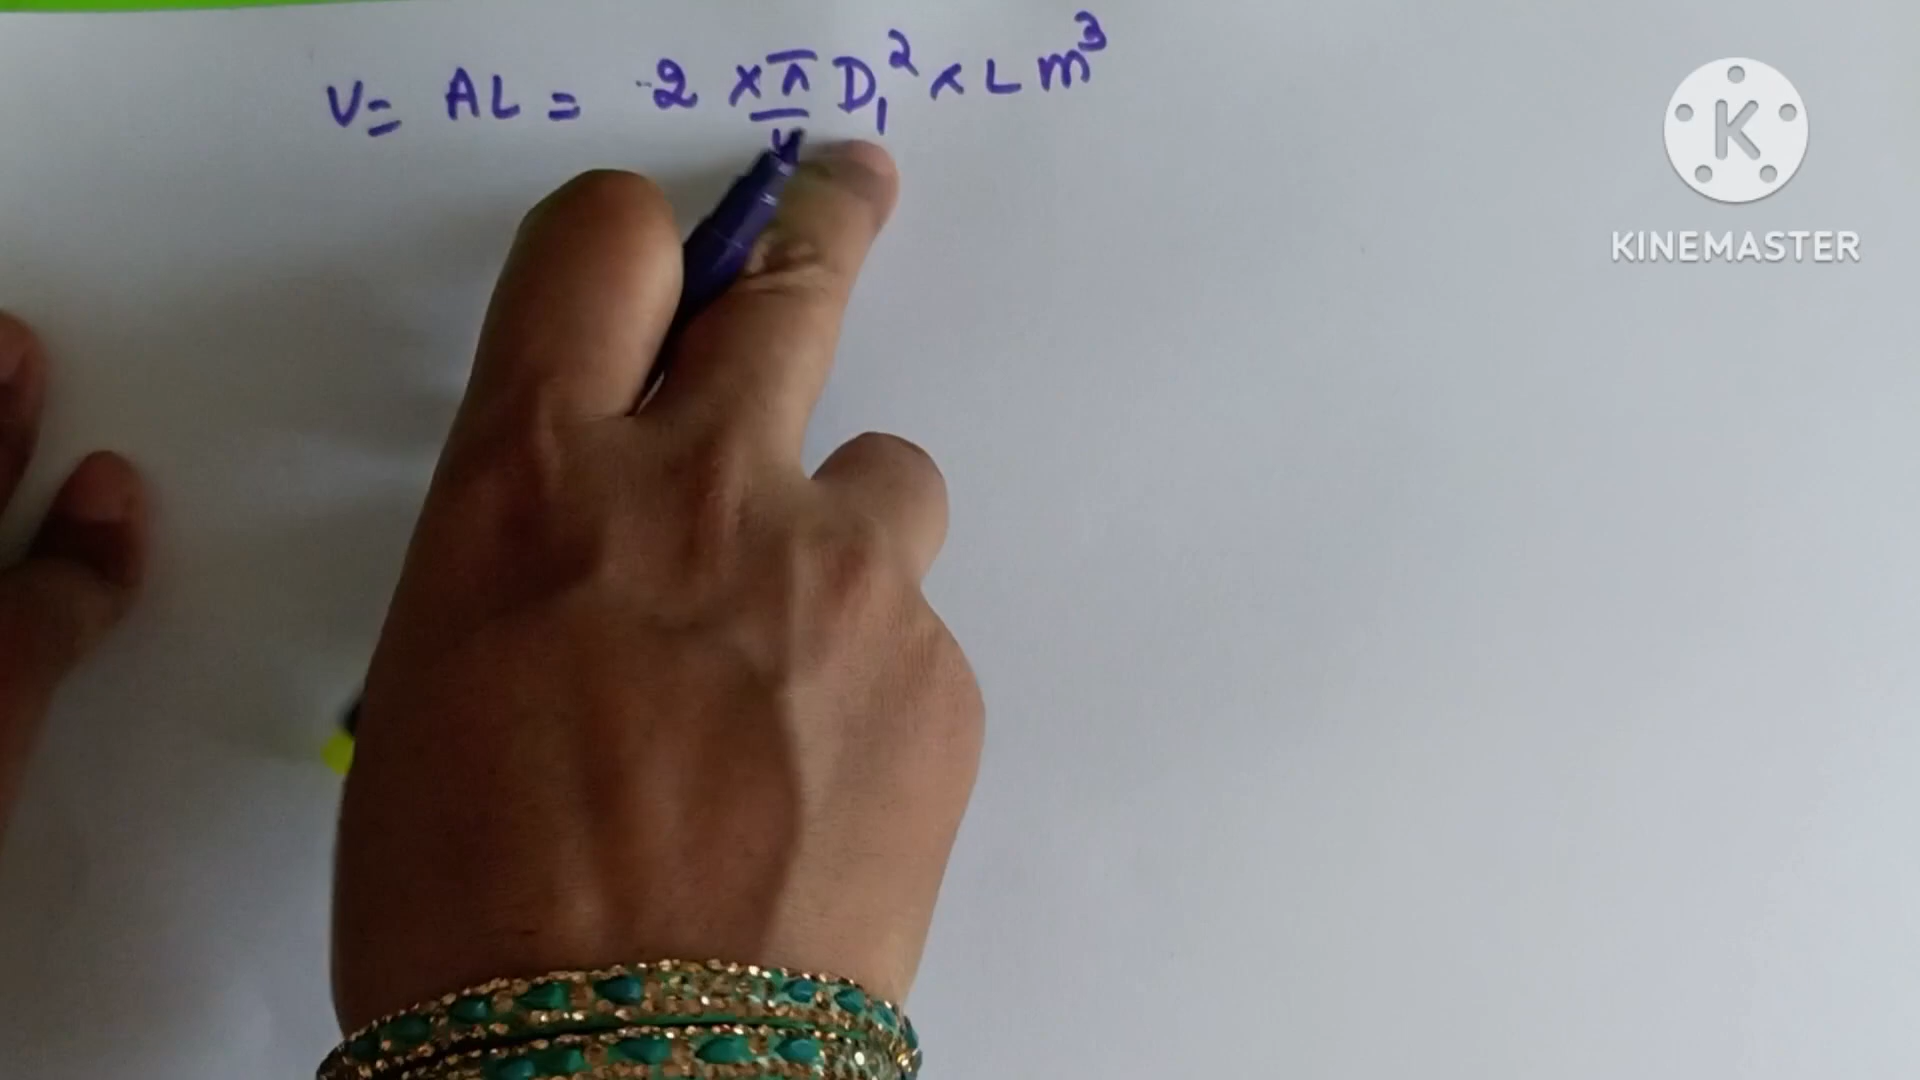 V = AL = 2 × π/4 D₁² × L m³
K
KINEMASTER